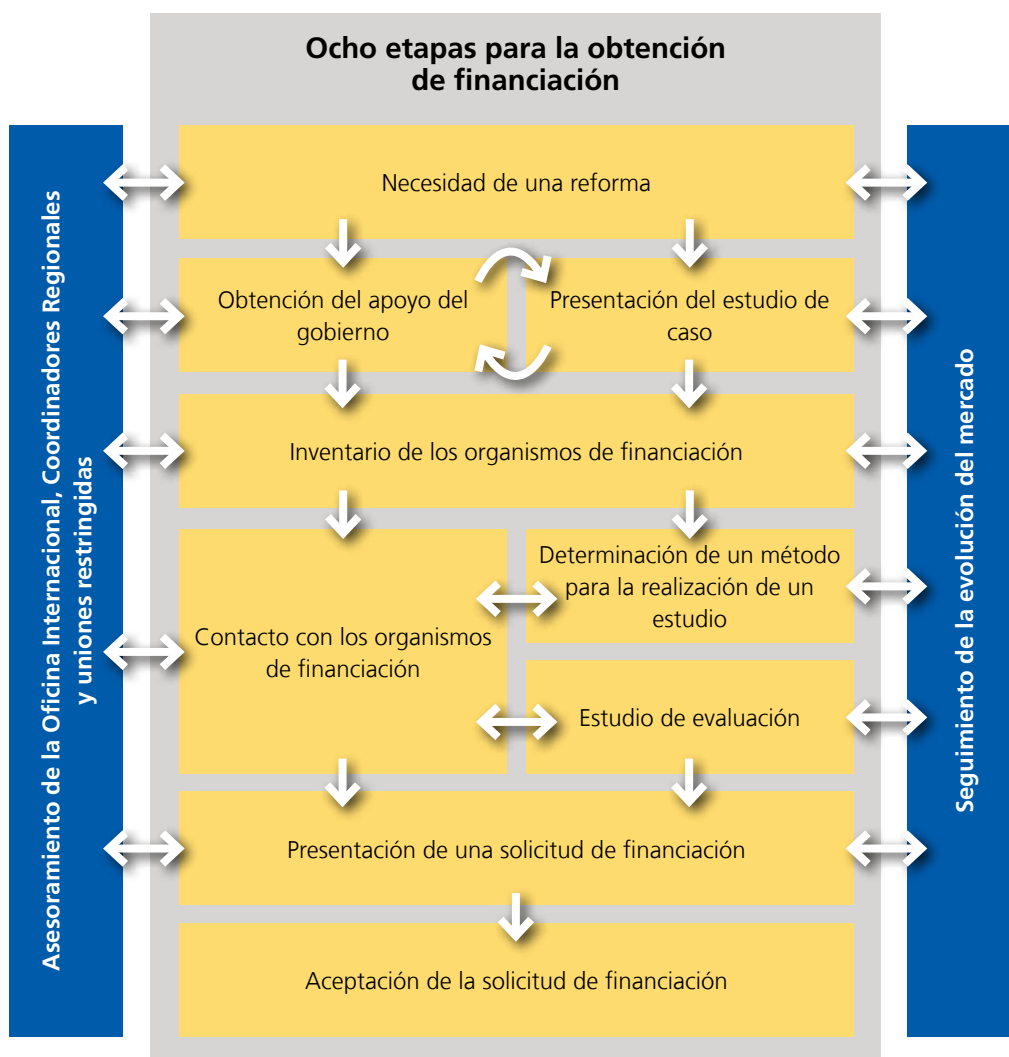 Ocho etapas para la obtención
de financiación
Asesoramiento de la Oficina Internacional, Coordinadores Regionales
y uniones restringidas
Necesidad de una reforma
Obtención del apoyo del
gobierno
Presentación del estudio de
caso
Inventario de los organismos de financiación
Contacto con los organismos
de financiación
Determinación de un método
para la realización de un
estudio
Estudio de evaluación
Presentación de una solicitud de financiación
Aceptación de la solicitud de financiación
Seguimiento de la evolución del mercado